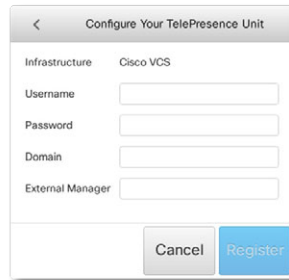 Configure Your TelePresence Unit
Infrastructure Cisco VCS
Username
Password
Domain
External Manager
Cancel Register